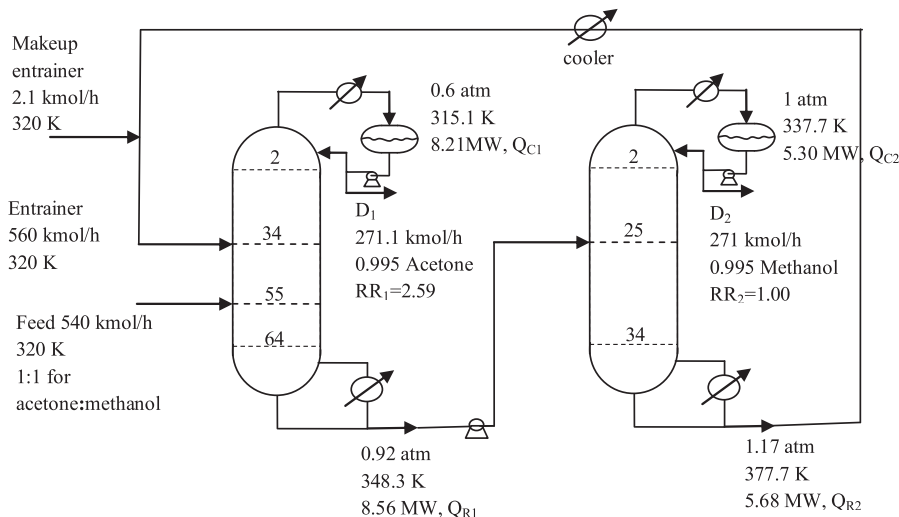 Makeup
entrainer
2.1 kmol/h
320 K
cooler
0.6 atm
315.1 K
8.21MW, Q_C1
1 atm
337.7 K
5.30 MW, Q_C2
2
2
Entrainer
560 kmol/h
320 K
34
25
D₁
271.1 kmol/h
0.995 Acetone
RR₁=2.59
D₂
271 kmol/h
0.995 Methanol
RR₂=1.00
55
64
34
Feed 540 kmol/h
320 K
1:1 for
acetone:methanol
0.92 atm
348.3 K
8.56 MW, Q_R1
1.17 atm
377.7 K
5.68 MW, Q_R2